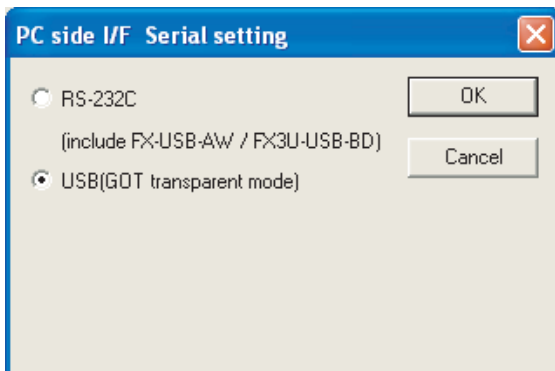 PC side I/F Serial setting
RS-232C
OK
(include FX-USB-AW / FX3U-USB-BD)
Cancel
USB(GOT transparent mode)